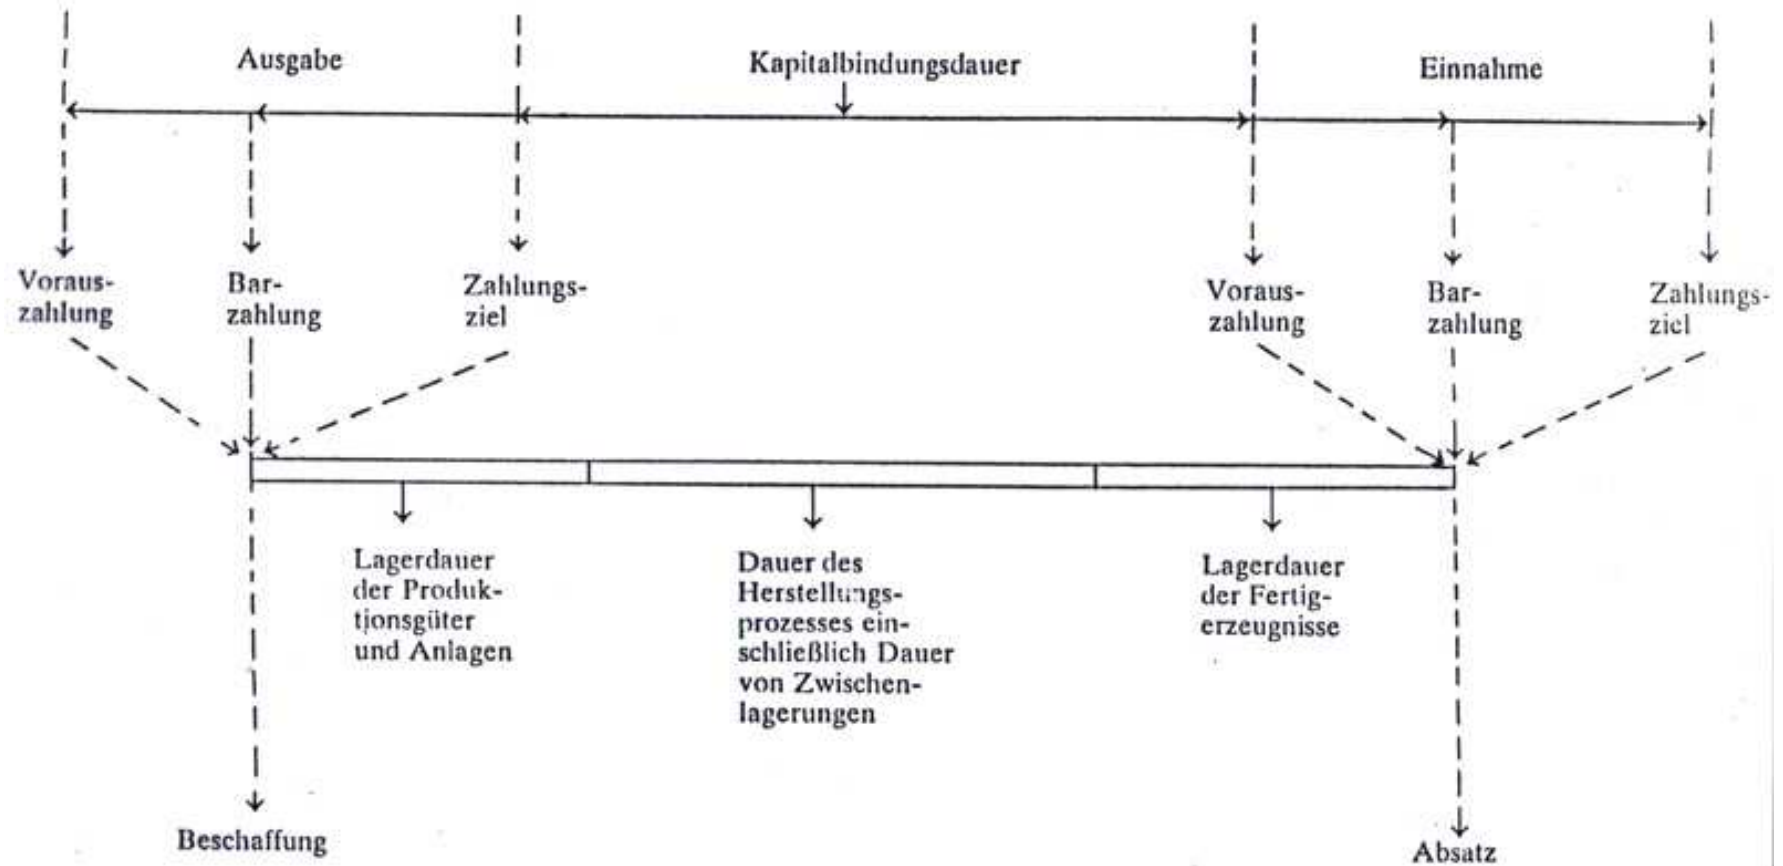 Ausgabe
Kapitalbindungsdauer
Einnahme
Voraus-
zahlung
Bar-
zahlung
Zahlungs-
ziel
Voraus-
zahlung
Bar-
zahlung
Zahlungs-
ziel
Lagerdauer
der Produk-
tionsgüter
und Anlagen
Dauer des
Herstellungs-
prozesses ein-
schließlich Dauer
von Zwischen-
lagerungen
Lagerdauer
der Fertig-
erzeugnisse
Beschaffung
Absatz